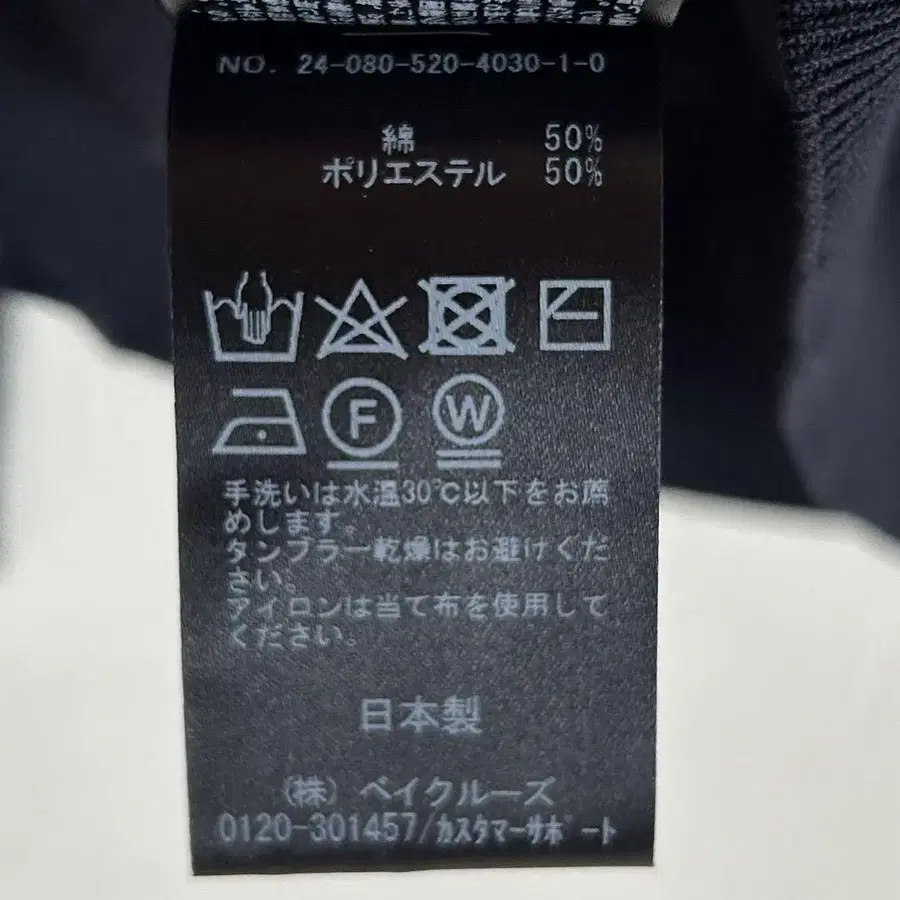 NO. 24-080-520-4030-1-0
綿 50%
ポリエステル 50%
F W
手洗いは水温30℃以下をお薦
めします。
タンブラー乾燥はお避けくだ
さい。
アイロンは当て布を使用して
ください。
日本製
(株) ベイクルーズ
0120-301457/カスタマーサポート